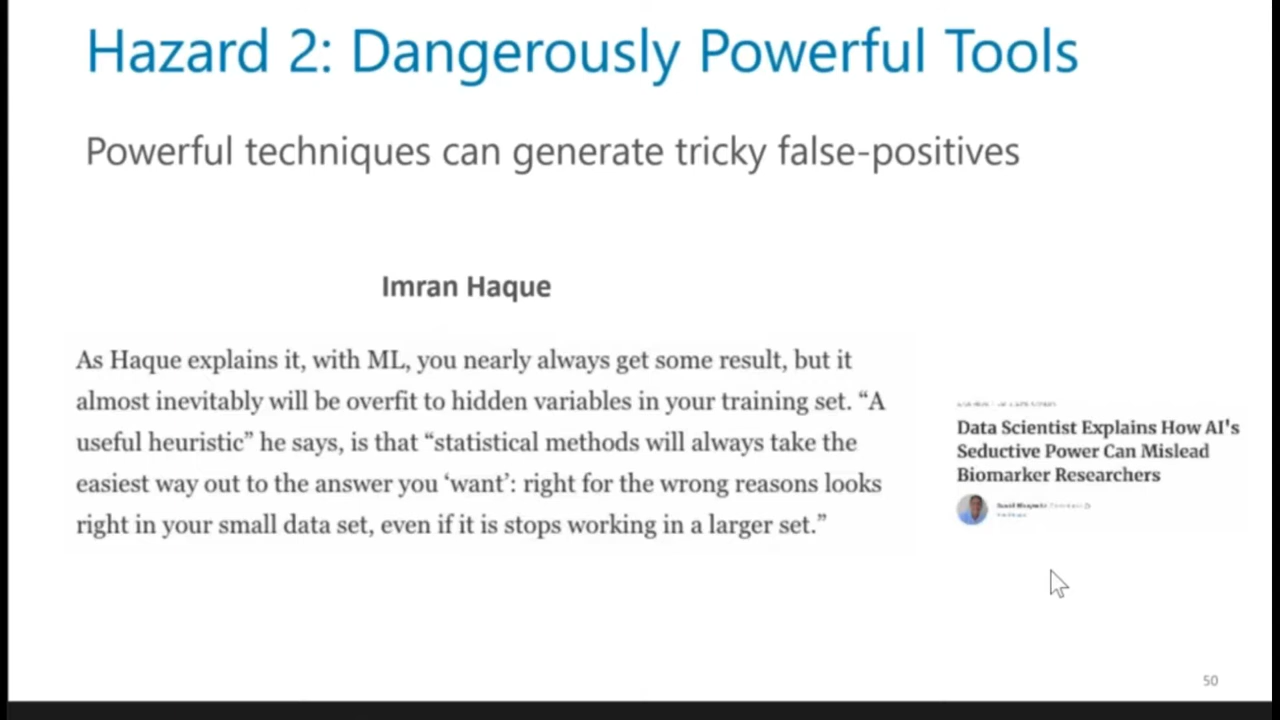 Hazard 2: Dangerously Powerful Tools
Powerful techniques can generate tricky false-positives
Imran Haque
As Haque explains it, with ML, you nearly always get some result, but it
almost inevitably will be overfit to hidden variables in your training set. “A
useful heuristic” he says, is that “statistical methods will always take the
easiest way out to the answer you ‘want’: right for the wrong reasons looks
right in your small data set, even if it is stops working in a larger set.”
Data Scientist Explains How AI's
Seductive Power Can Mislead
Biomarker Researchers
50